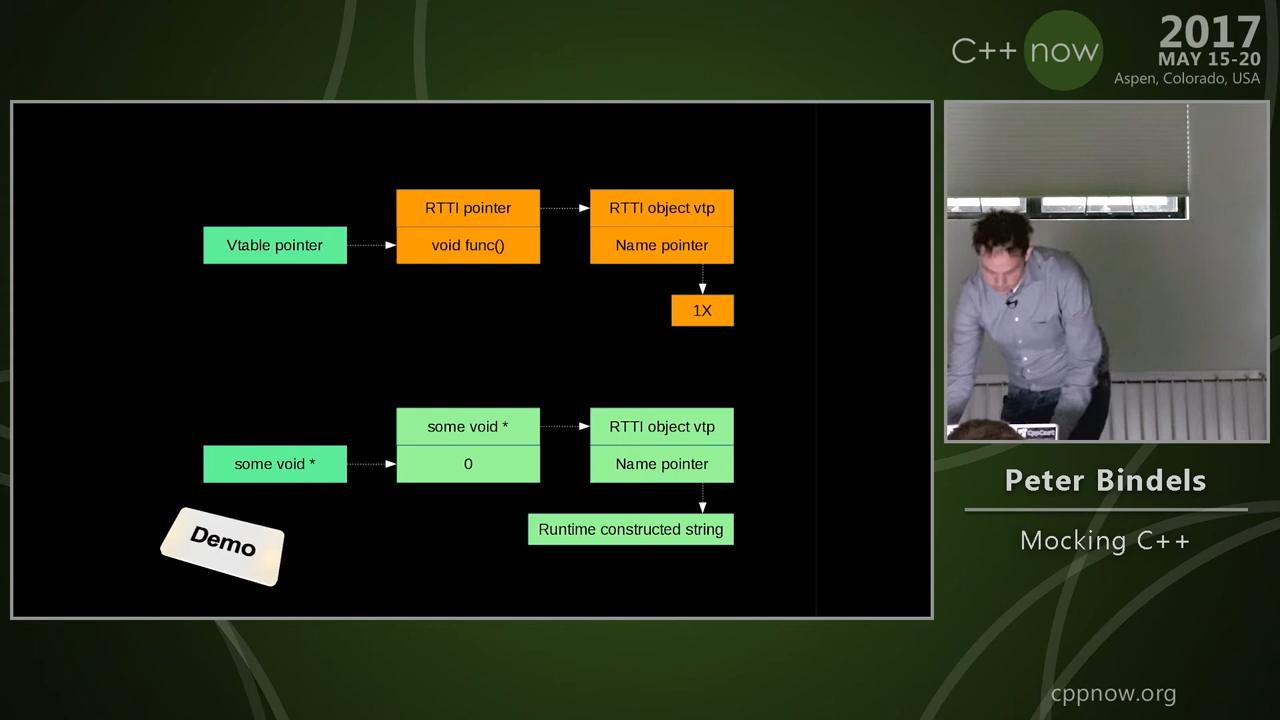 C++ now
2017
MAY 15-20
Aspen, Colorado, USA
RTTI pointer
RTTI object vtp
Vtable pointer
void func()
Name pointer
1X
some void *
RTTI object vtp
some void *
0
Name pointer
Runtime constructed string
Demo
Peter Bindels
Mocking C++
cppnow.org